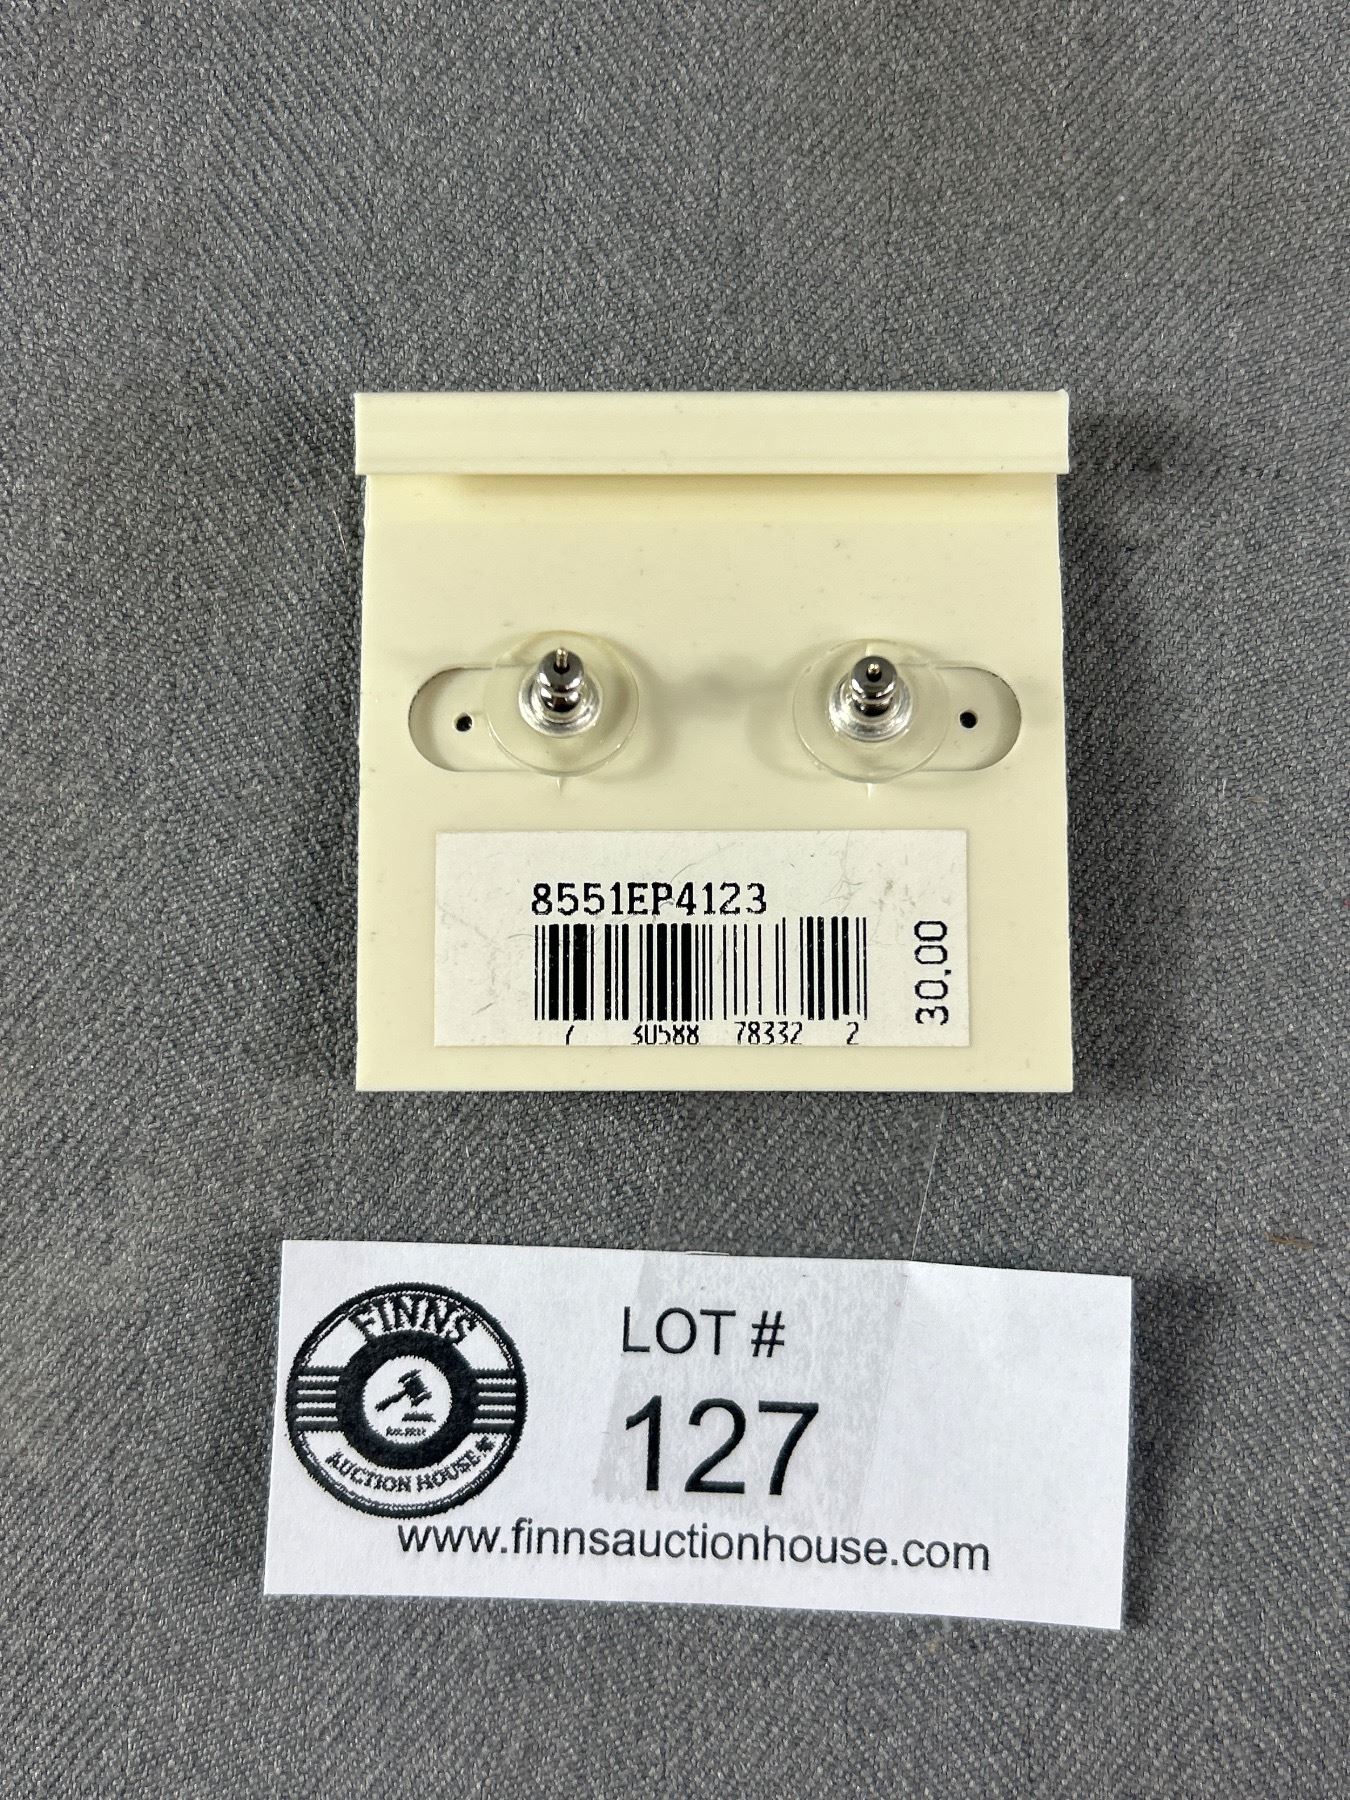 8551EP4123
30.00
7 30588 78332 2
FINNS
AUCTION HOUSE
LOT #
127
www.finnsauctionhouse.com